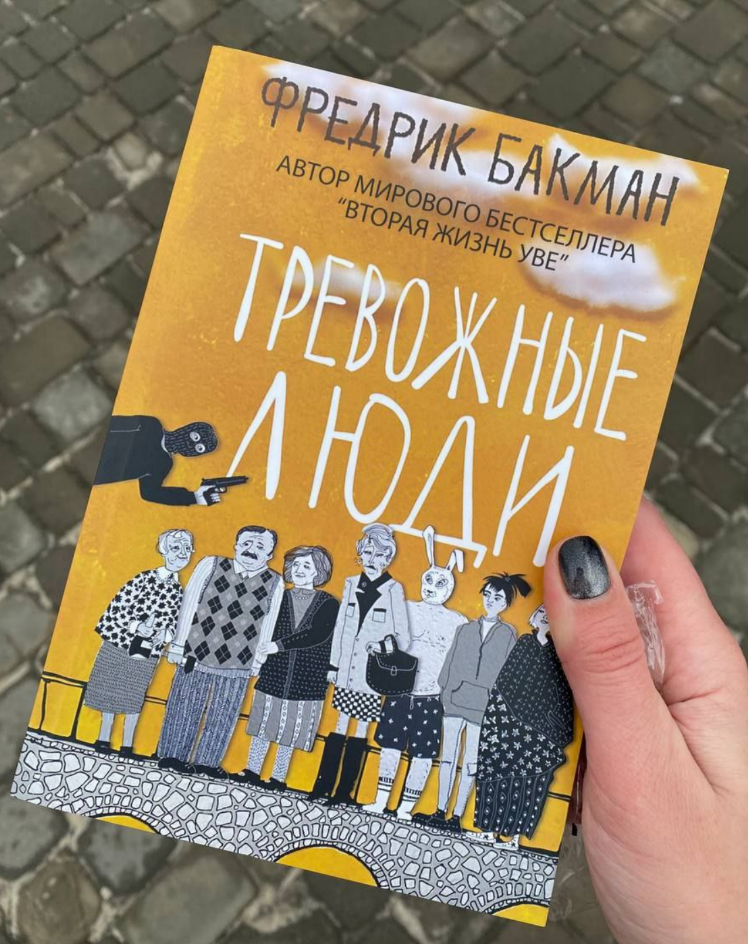 ФРЕДРИК БАКМАН
АВТОР МИРОВОГО БЕСТСЕЛЛЕРА
“ВТОРАЯ ЖИЗНЬ УВЕ”
ТРЕВОЖНЫЕ
ЛЮДИ